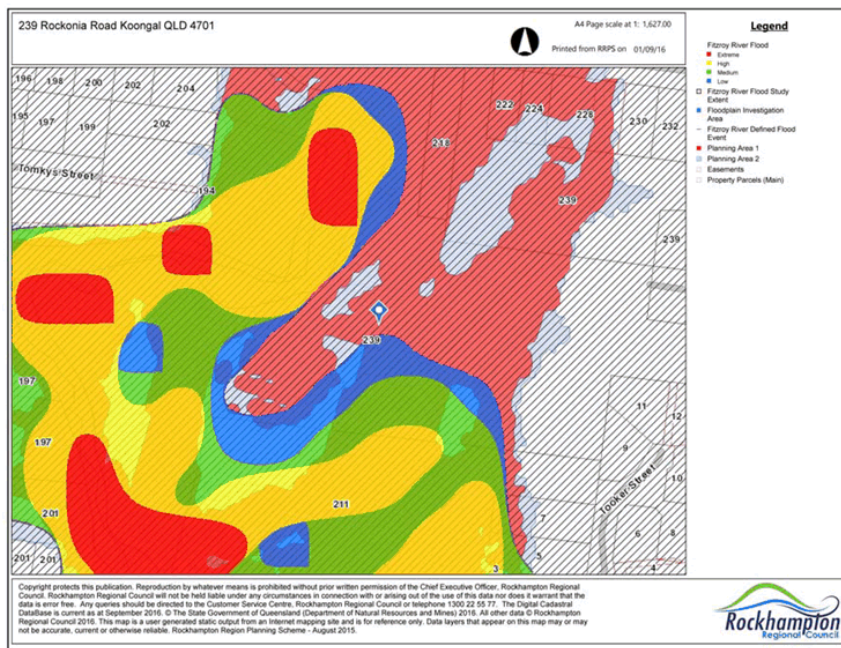 239 Rockonia Road Koongal QLD 4701
A4 Page scale at 1: 1,627.00
Printed from RRPS on 01/09/16
Legend
Fitzroy River Flood
Extreme
High
Medium
Low
Fitzroy River Flood Study
Extent
Floodplain Investigation
Area
Fitzroy River Defined Flood
Event
Planning Area 1
Planning Area 2
Easements
Property Parcels (Main)
196
198
200
202
204
195
197
199
202
Tomkys Street
194
218
222
224
226
230
232
239
239
239
197
197
201
201
201
211
3
11
12
9
10
Tooker Street
7
5
6
8
4
Copyright protects this publication. Reproduction by whatever means is prohibited without prior written permission of the Chief Executive Officer, Rockhampton Regional
Council. Rockhampton Regional Council will not be held liable under any circumstances in connection with or arising out of the use of this data nor does it warrant that the
data is error free. Any queries should be directed to the Customer Service Centre, Rockhampton Regional Council or telephone 1300 22 55 77. The Digital Cadastral
DataBase is current as at September 2016. © The State Government of Queensland (Department of Natural Resources and Mines) 2016. All other data © Rockhampton
Regional Council 2016. This map is a user generated static output from an Internet mapping site and is for reference only. Data layers that appear on this map may or may
not be accurate, current or otherwise reliable. Rockhampton Region Planning Scheme - August 2015.
Rockhampton
Regional Council